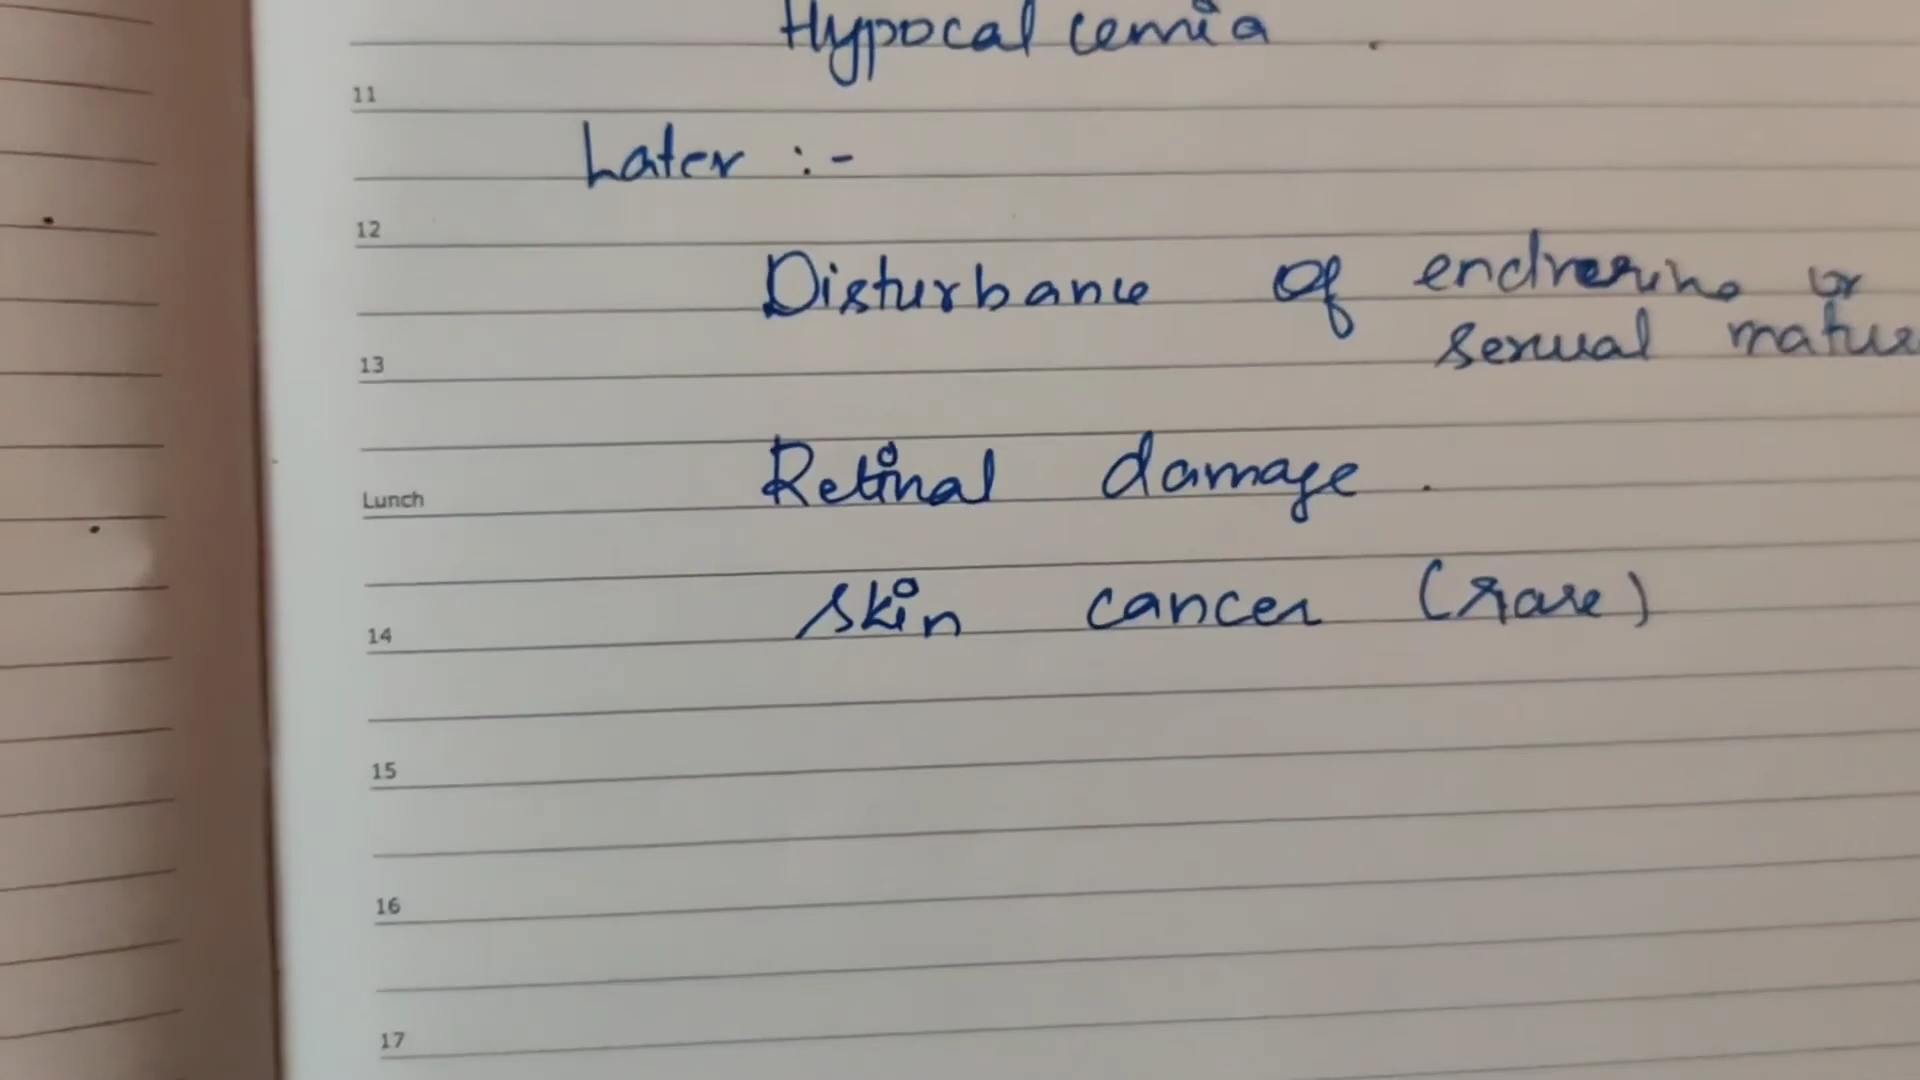 Hypocalcemia .
11
Later :-
12
Disturbance of endrerine or
sexual
13
Retinal damage .
Lunch
skin cancer (rare)
14
15
16
17